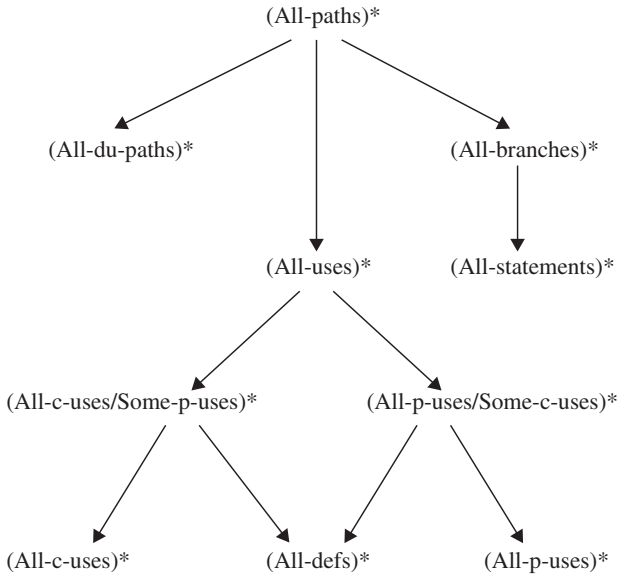 (All-paths)*
(All-du-paths)*
(All-branches)*
(All-uses)*
(All-statements)*
(All-c-uses/Some-p-uses)*
(All-p-uses/Some-c-uses)*
(All-c-uses)*
(All-defs)*
(All-p-uses)*